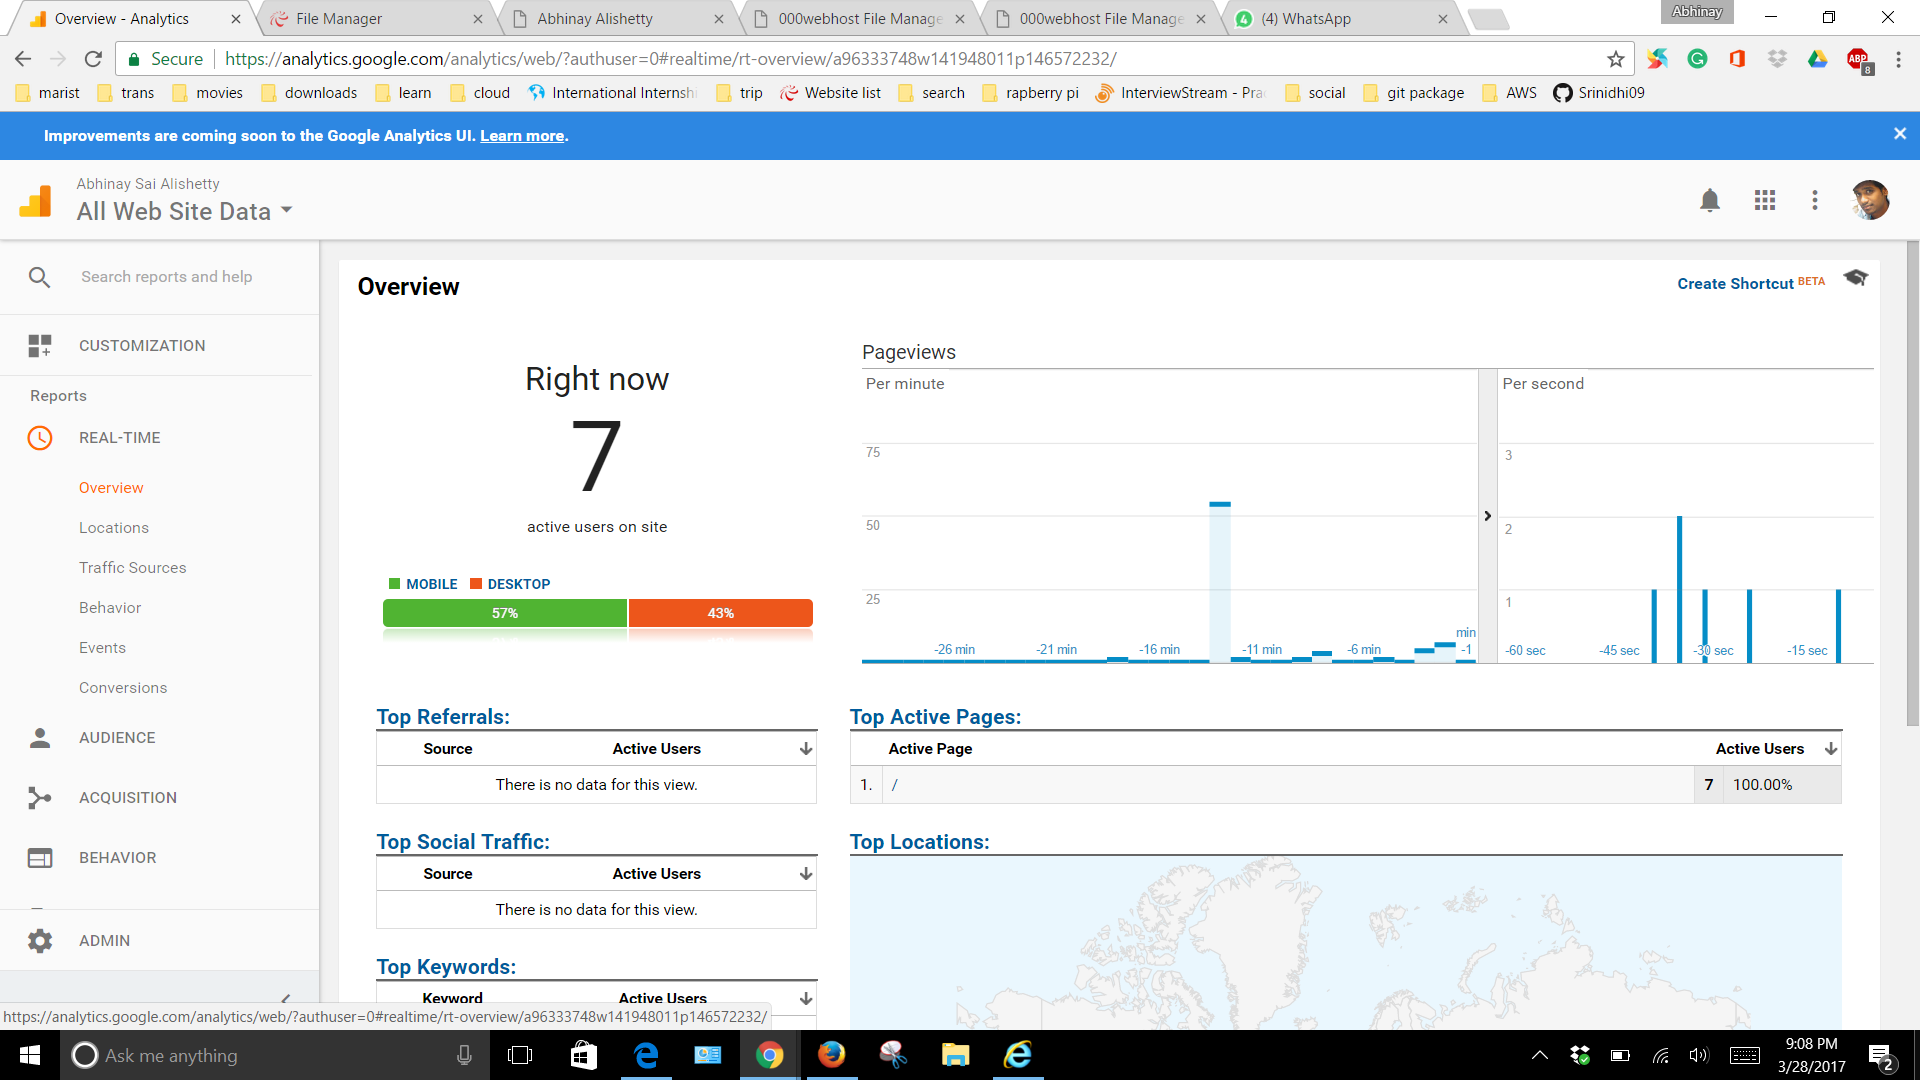 Overview - Analytics
File Manager
Abhinay Alishetty
000webhost File Manage
000webhost File Manage
(4) WhatsApp
Abhinay
Secure
https://analytics.google.com/analytics/web/?authuser=0#realtime/rt-overview/a96333748w141948011p146572232/
ABP
8
marist
trans
movies
downloads
learn
cloud
International Internshi
trip
Website list
search
rapberry pi
InterviewStream - Pra
social
git package
AWS
Srinidhi09
Improvements are coming soon to the Google Analytics UI. Learn more.
Abhinay Sai Alishetty
All Web Site Data
Search reports and help
CUSTOMIZATION
Reports
REAL-TIME
Overview
Locations
Traffic Sources
Behavior
Events
Conversions
AUDIENCE
ACQUISITION
BEHAVIOR
ADMIN
Overview
Create Shortcut BETA
Right now
7
active users on site
MOBILE DESKTOP
57% 43%
Pageviews
Per minute
75
50
25
-26 min
-21 min
-16 min
-11 min
-6 min
min
-1
Per second
3
2
1
-60 sec
-45 sec
-30 sec
-15 sec
Top Referrals:
Source Active Users
There is no data for this view.
Top Active Pages:
Active Page Active Users
1. / 7 100.00%
Top Social Traffic:
Source Active Users
There is no data for this view.
Top Locations:
Top Keywords:
Keyword Active Users
https://analytics.google.com/analytics/web/?authuser=0#realtime/rt-overview/a96333748w141948011p146572232/
Ask me anything
9:08 PM
3/28/2017
2